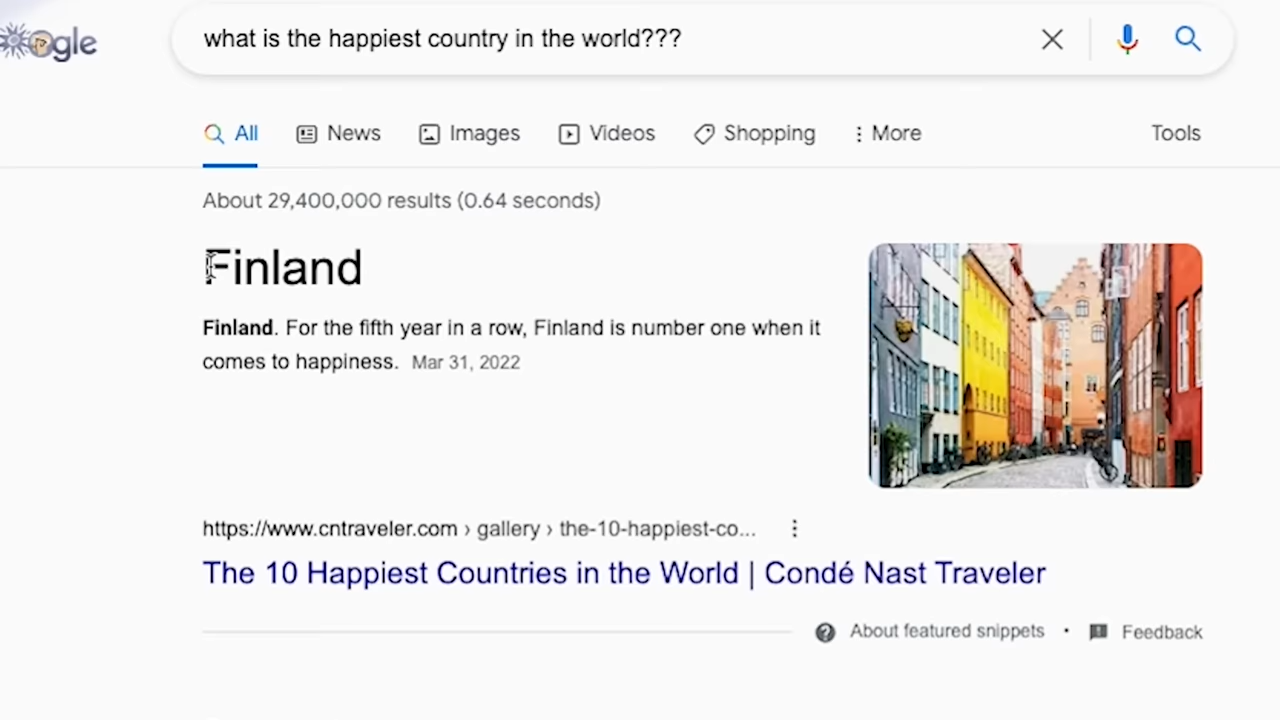 ogle
what is the happiest country in the world???
All News Images Videos Shopping More Tools
About 29,400,000 results (0.64 seconds)
Finland
Finland. For the fifth year in a row, Finland is number one when it
comes to happiness. Mar 31, 2022
https://www.cntraveler.com › gallery › the-10-happiest-co...
The 10 Happiest Countries in the World | Condé Nast Traveler
About featured snippets • Feedback